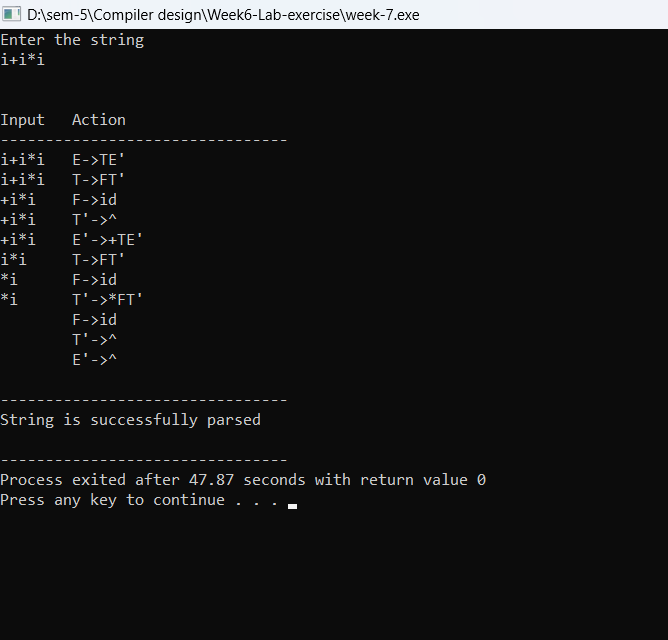 D:\sem-5\Compiler design\Week6-Lab-exercise\week-7.exe
Enter the string
i+i*i
Input   Action
--------------------------------
i+i*i   E->TE'
i+i*i   T->FT'
+i*i    F->id
+i*i    T'->^
+i*i    E'->+TE'
i*i     T->FT'
*i      F->id
*i      T'->*FT'
        F->id
        T'->^
        E'->^
--------------------------------
String is successfully parsed
--------------------------------
Process exited after 47.87 seconds with return value 0
Press any key to continue . . .